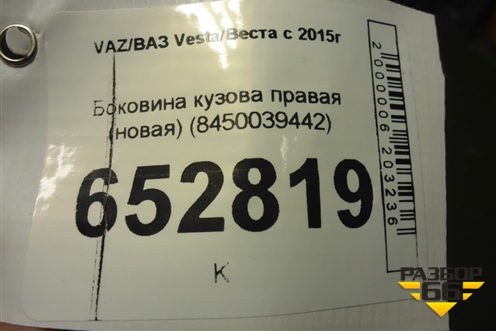 VAZ/ВАЗ Vesta/Веста с 2015г
Боковина кузова правая
(новая) (8450039442)
652819
К
2000006203236
РАЗБОР
66